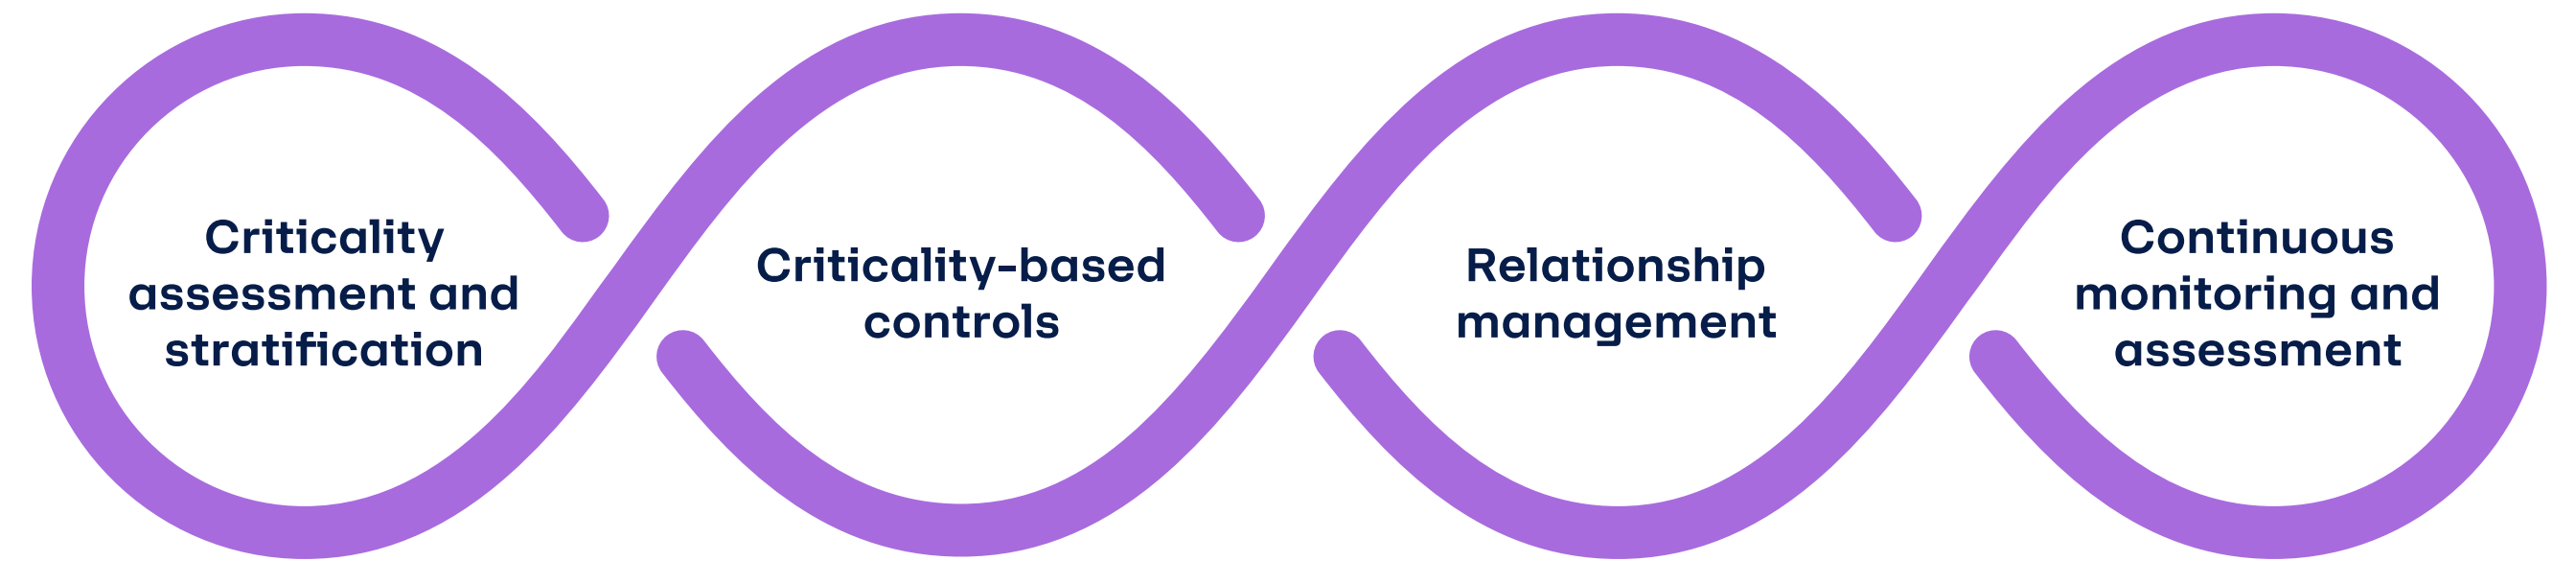 Criticality
assessment and
stratification
Criticality-based
controls
Relationship
management
Continuous
monitoring and
assessment